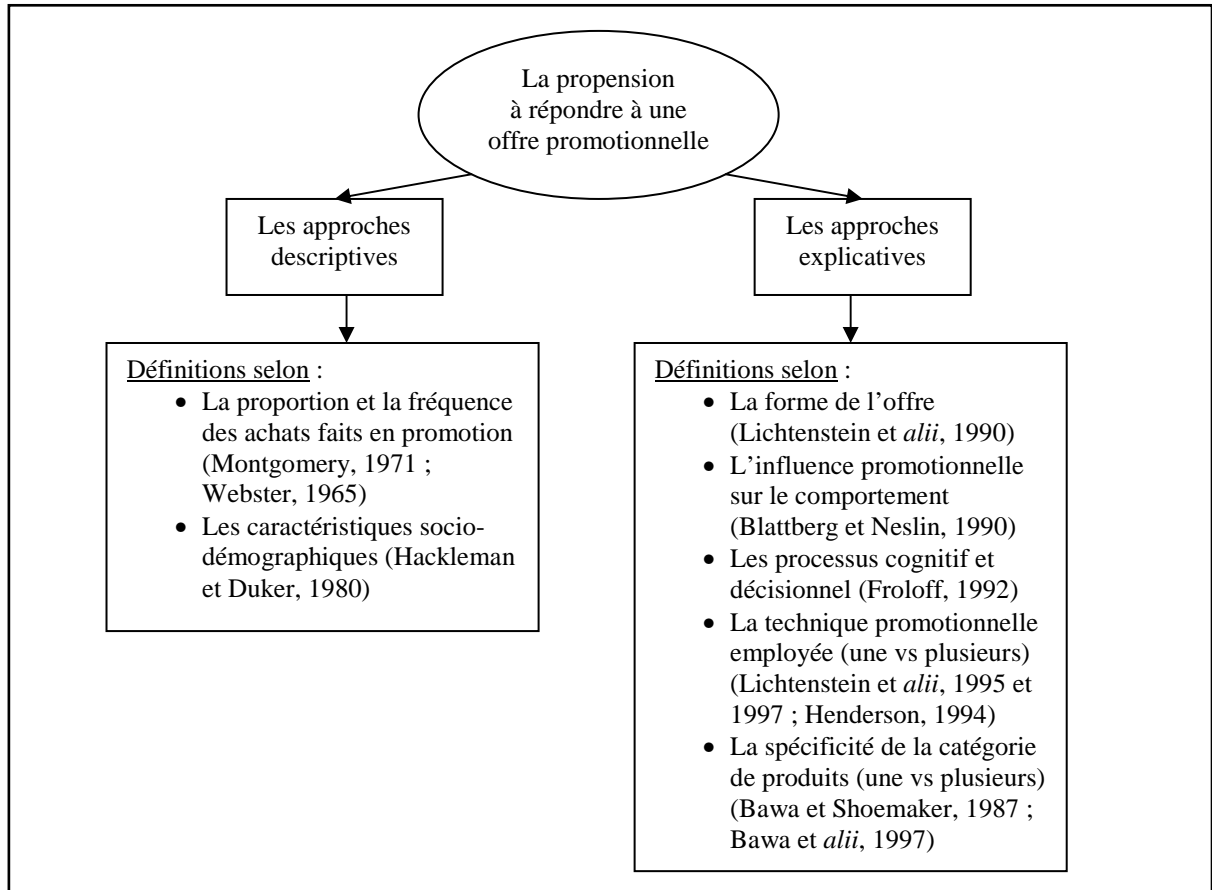 La propension
à répondre à une
offre promotionnelle
Les approches
descriptives
Les approches
explicatives
Définitions selon :
• La proportion et la fréquence
des achats faits en promotion
(Montgomery, 1971 ;
Webster, 1965)
• Les caractéristiques socio-
démographiques (Hackleman
et Duker, 1980)
Définitions selon :
• La forme de l’offre
(Lichtenstein et alii, 1990)
• L’influence promotionnelle
sur le comportement
(Blattberg et Neslin, 1990)
• Les processus cognitif et
décisionnel (Froloff, 1992)
• La technique promotionnelle
employée (une vs plusieurs)
(Lichtenstein et alii, 1995 et
1997 ; Henderson, 1994)
• La spécificité de la catégorie
de produits (une vs plusieurs)
(Bawa et Shoemaker, 1987 ;
Bawa et alii, 1997)